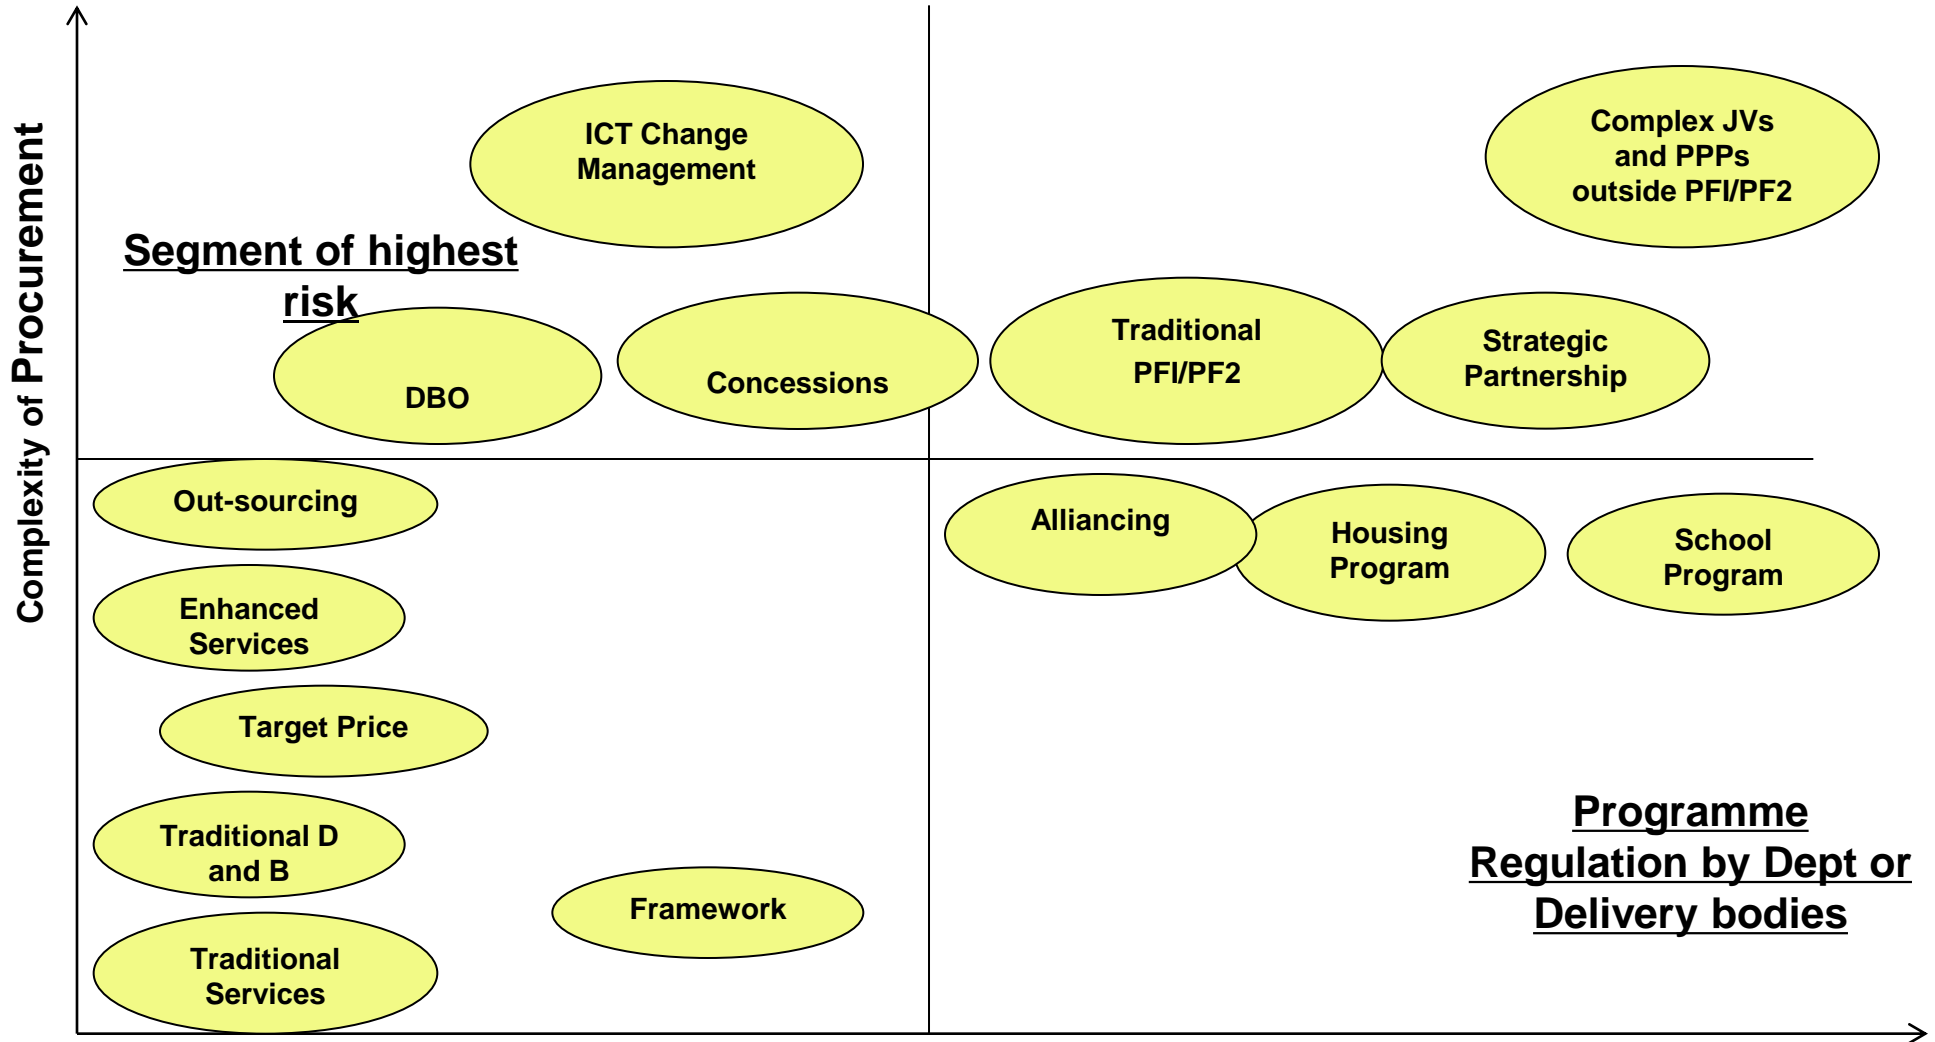 Complexity of Procurement
ICT Change
Management
Complex JVs
and PPPs
outside PFI/PF2
Segment of highest
risk
DBO
Concessions
Traditional
PFI/PF2
Strategic
Partnership
Out-sourcing
Alliancing
Housing
Program
School
Program
Enhanced
Services
Target Price
Traditional D
and B
Framework
Programme
Regulation by Dept or
Delivery bodies
Traditional
Services